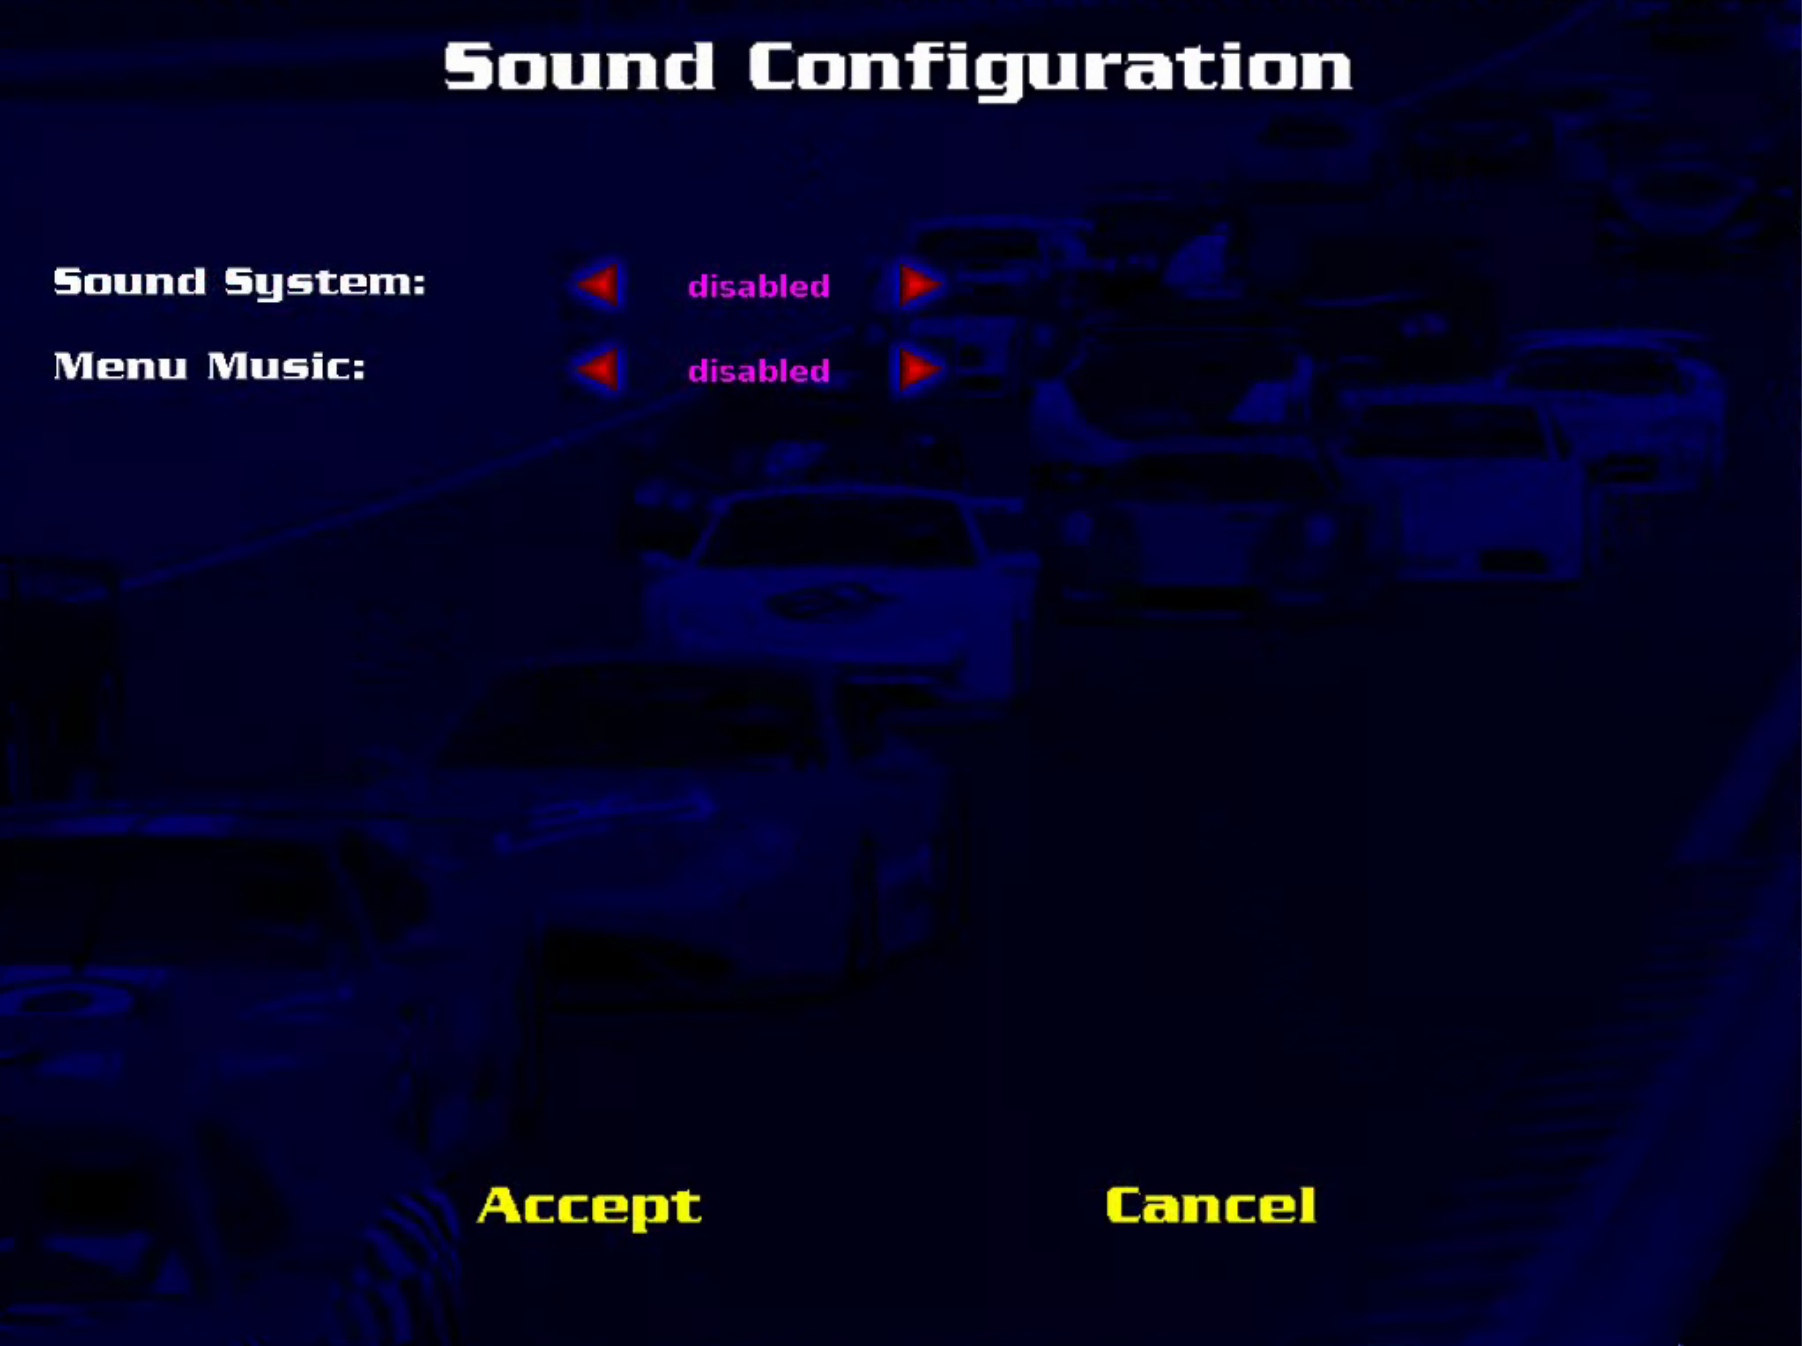 Sound Configuration
Sound System: disabled
Menu Music: disabled
Accept Cancel